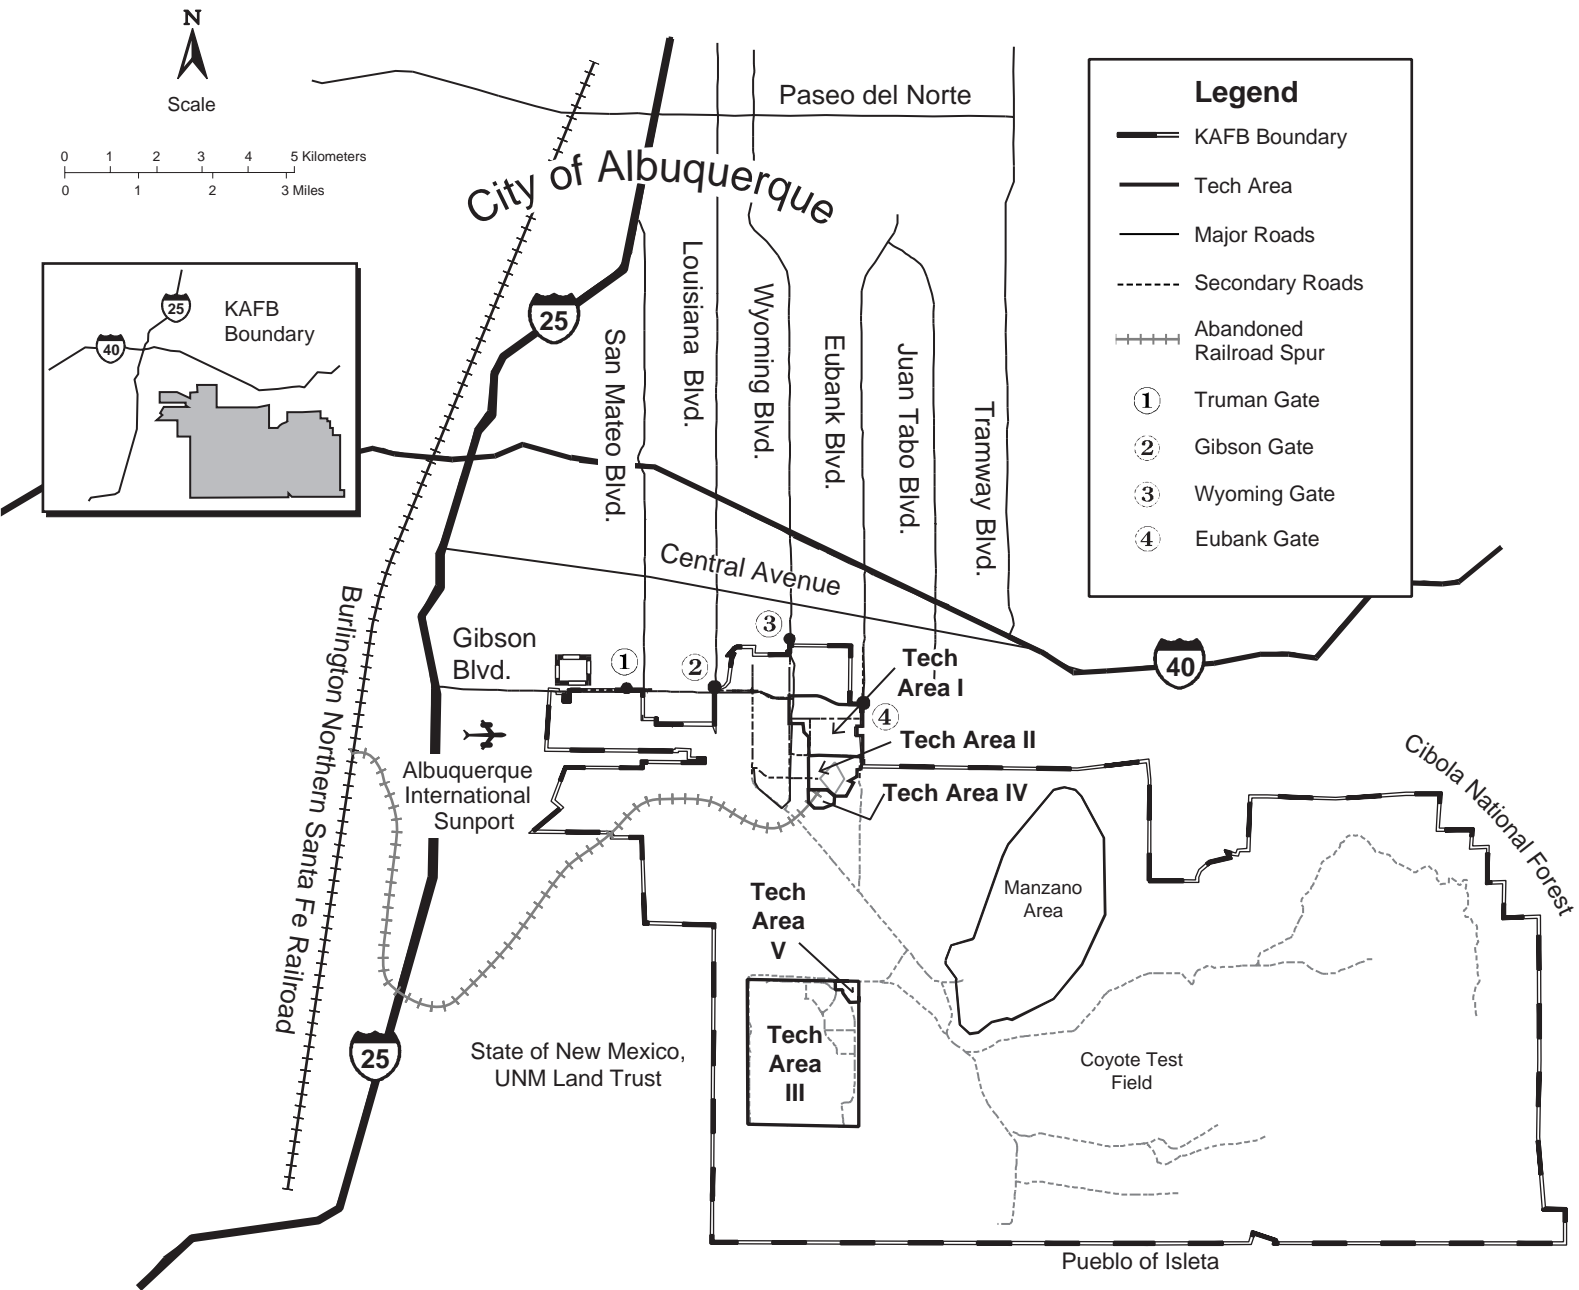 N
Scale
0 1 2 3 4 5 Kilometers
0 1 2 3 Miles
Paseo del Norte
City of Albuquerque
Legend
KAFB Boundary
Tech Area
Major Roads
Secondary Roads
Abandoned
Railroad Spur
1 Truman Gate
2 Gibson Gate
3 Wyoming Gate
4 Eubank Gate
25
40
KAFB
Boundary
25
San Mateo Blvd.
Louisiana Blvd.
Wyoming Blvd.
Eubank Blvd.
Juan Tabo Blvd.
Tramway Blvd.
Central Avenue
Burlington Northern Santa Fe Railroad
Gibson
Blvd.
1
2
3
4
40
Tech
Area I
Tech Area II
Tech Area IV
Albuquerque
International
Sunport
Cibola National Forest
Manzano
Area
Tech
Area
V
Tech
Area
III
25
State of New Mexico,
UNM Land Trust
Coyote Test
Field
Pueblo of Isleta